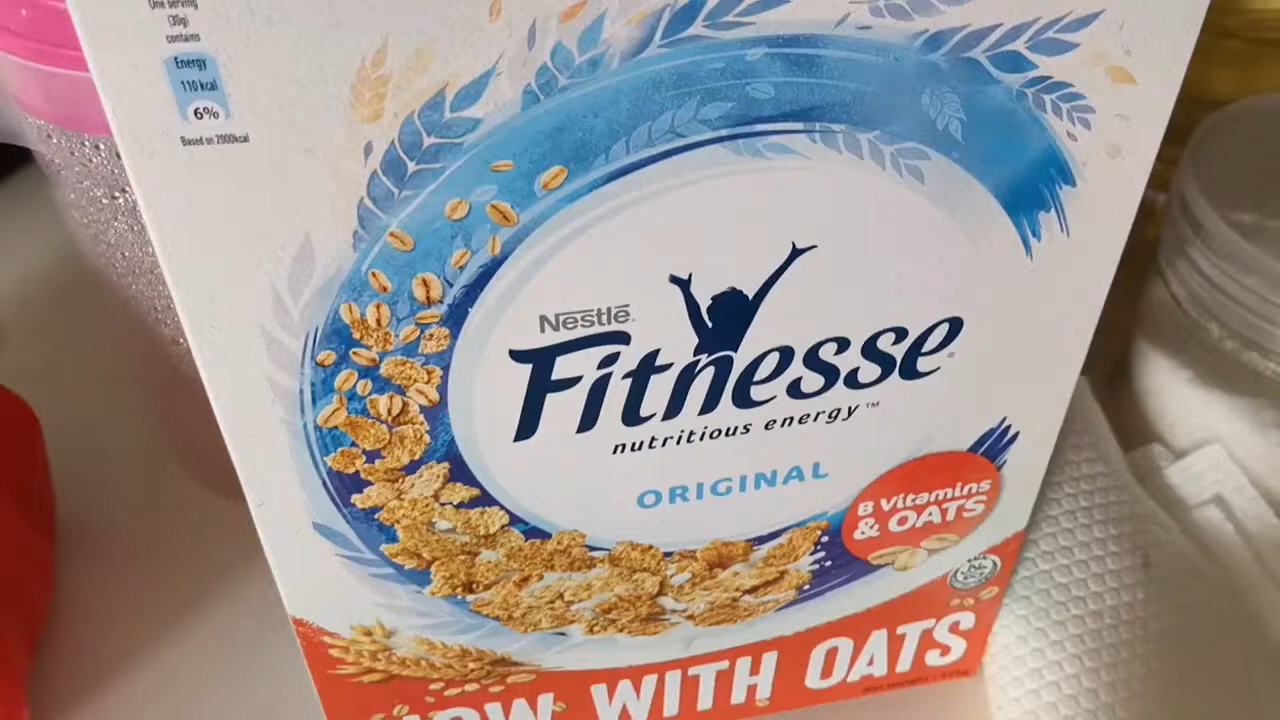 One serving
(30g)
contains
Energy
110 kcal
6%
Based on 2000kcal
Nestlé®
Fitnesse®
nutritious energy™
ORIGINAL
B Vitamins
& OATS
WITH OATS